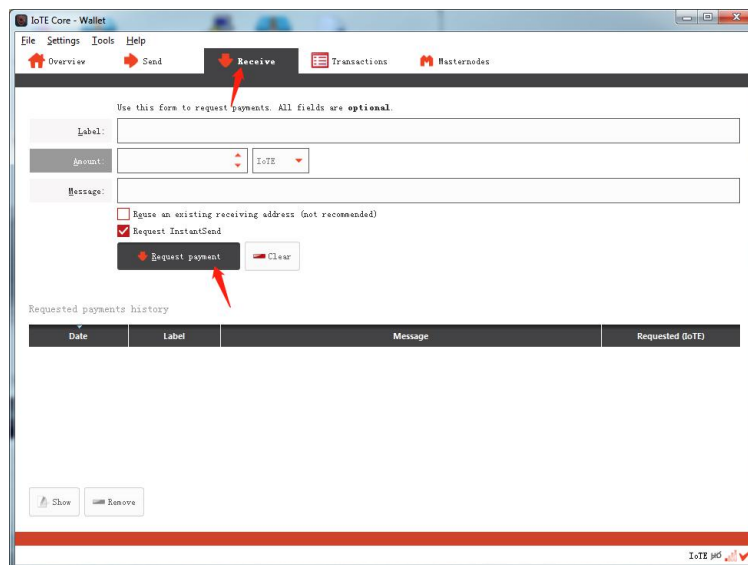 IoTE Core - Wallet
File Settings Tools Help
Overview Send Receive Transactions Masternodes
Use this form to request payments. All fields are optional.
Label:
Amount: IoTE
Message:
Reuse an existing receiving address (not recommended)
Request InstantSend
Request payment Clear
Requested payments history
Date Label Message Requested (IoTE)
Show Remove
IoTE